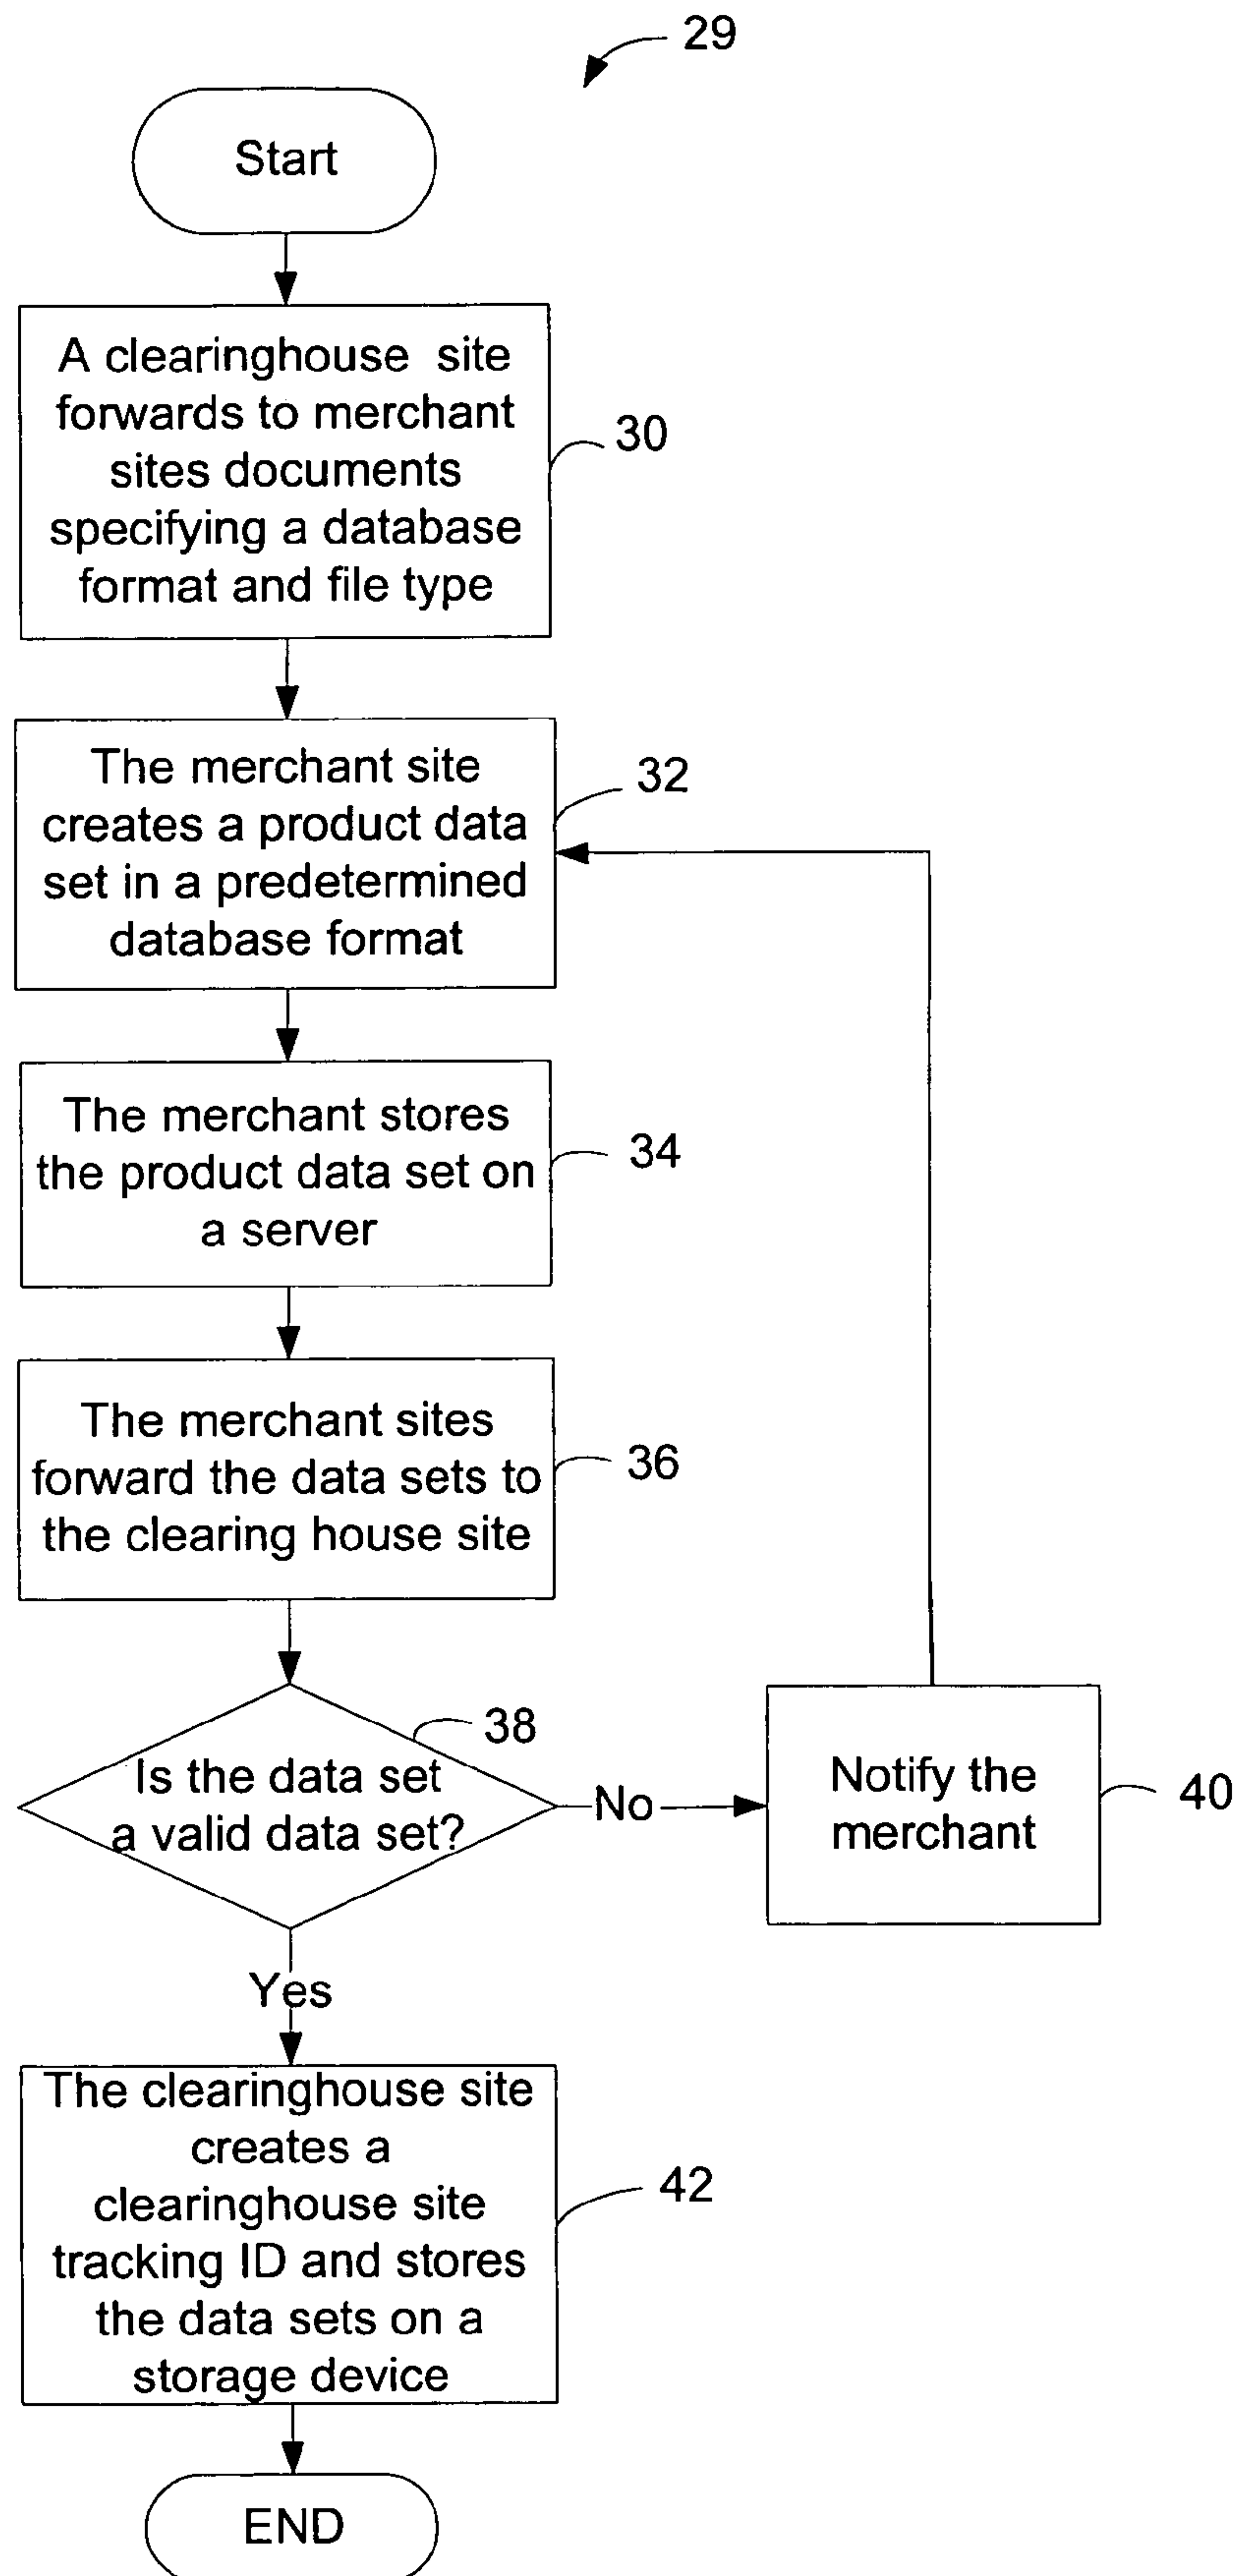 29
Start
A clearinghouse site
forwards to merchant
sites documents
specifying a database
format and file type
30
The merchant site
creates a product data
set in a predetermined
database format
32
The merchant stores
the product data set on
a server
34
The merchant sites
forward the data sets to
the clearing house site
36
38
Is the data set
a valid data set?
No
Notify the
merchant
40
Yes
The clearinghouse site
creates a
clearinghouse site
tracking ID and stores
the data sets on a
storage device
42
END